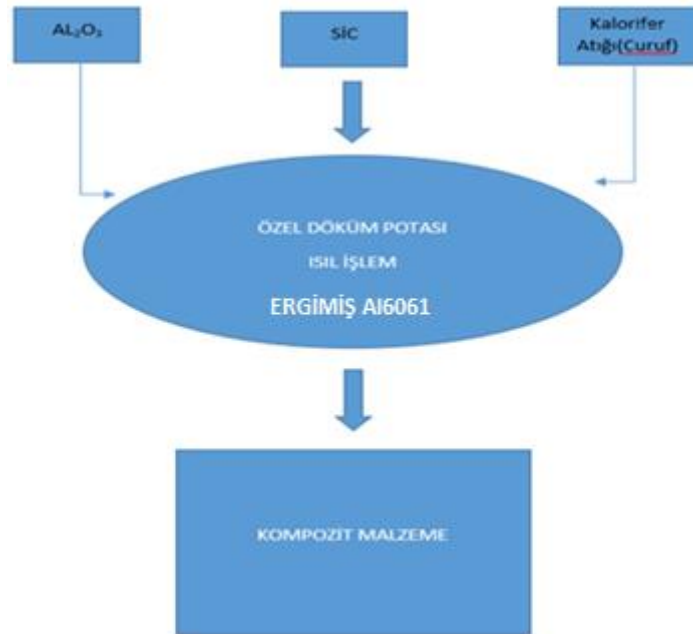 AL₂O₃
SİC
Kalorifer
Atığı(Curuf)
ÖZEL DÖKÜM POTASI
ISIL İŞLEM
ERGİMİŞ Al6061
KOMPOZİT MALZEME